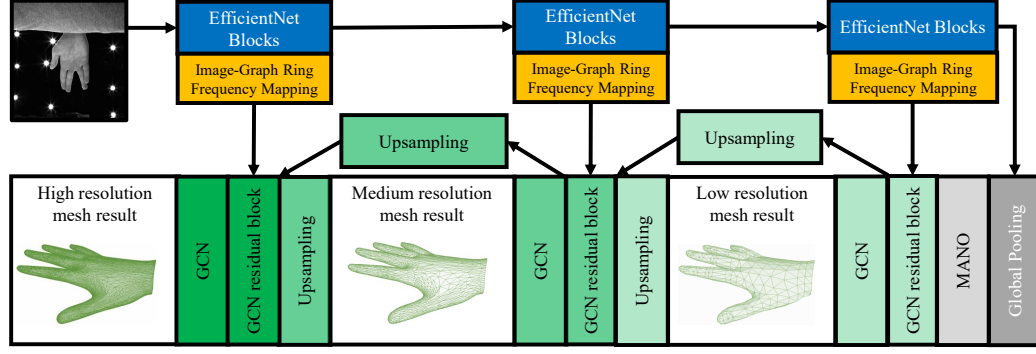 EfficientNet
Blocks
EfficientNet
Blocks
EfficientNet Blocks
Image-Graph Ring
Frequency Mapping
Image-Graph Ring
Frequency Mapping
Image-Graph Ring
Frequency Mapping
Upsampling
Upsampling
High resolution
mesh result
GCN
GCN residual block
Upsampling
Medium resolution
mesh result
GCN
GCN residual block
Upsampling
Low resolution
mesh result
GCN
GCN residual block
MANO
Global Pooling